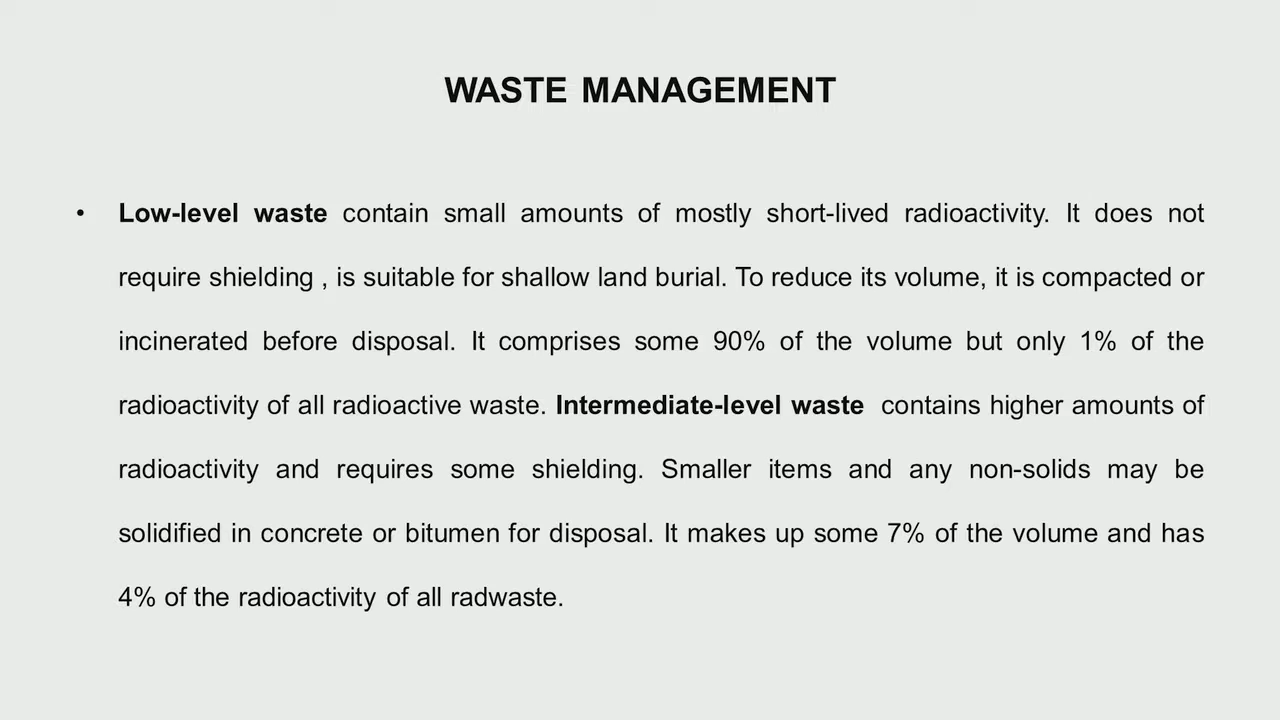 WASTE MANAGEMENT
• Low-level waste contain small amounts of mostly short-lived radioactivity. It does not
require shielding , is suitable for shallow land burial. To reduce its volume, it is compacted or
incinerated before disposal. It comprises some 90% of the volume but only 1% of the
radioactivity of all radioactive waste. Intermediate-level waste contains higher amounts of
radioactivity and requires some shielding. Smaller items and any non-solids may be
solidified in concrete or bitumen for disposal. It makes up some 7% of the volume and has
4% of the radioactivity of all radwaste.